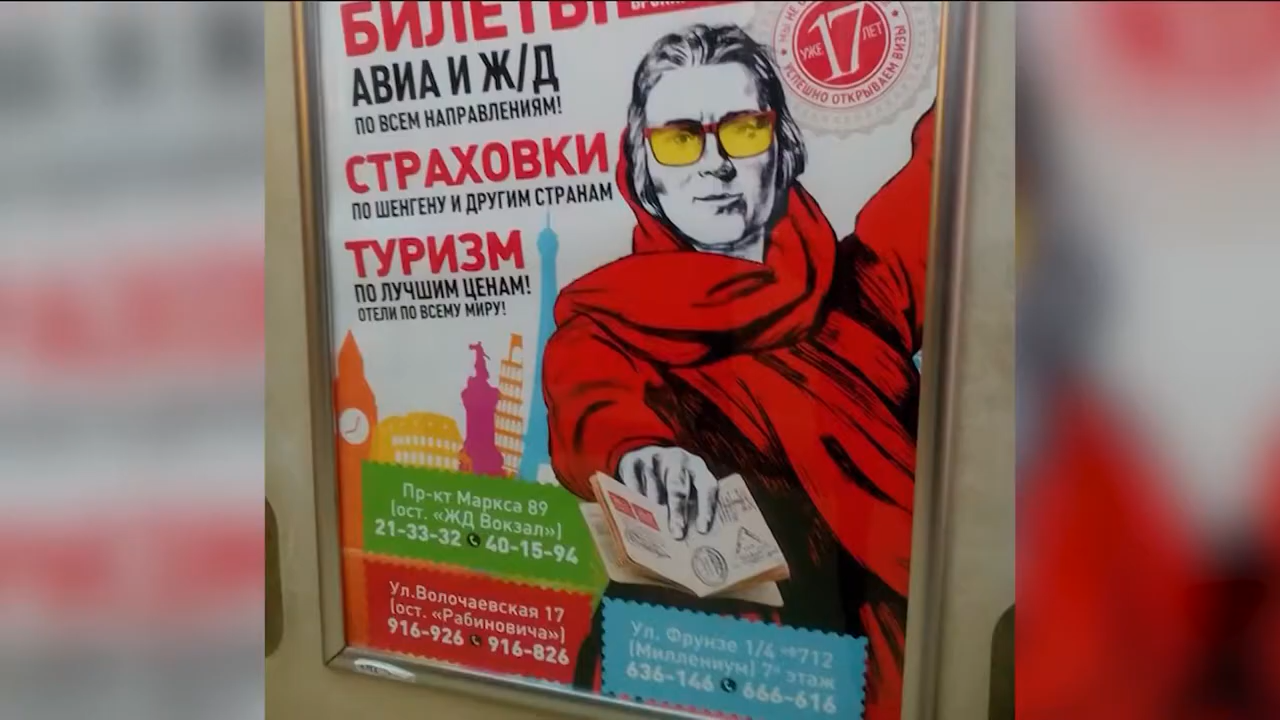 БИЛЕТЫ
АВИА И Ж/Д
ПО ВСЕМ НАПРАВЛЕНИЯМ!
СТРАХОВКИ
ПО ШЕНГЕНУ И ДРУГИМ СТРАНАМ
ТУРИЗМ
ПО ЛУЧШИМ ЦЕНАМ!
ОТЕЛИ ПО ВСЕМУ МИРУ!
УЖЕ 17 ЛЕТ
УСПЕШНО ОТКРЫВАЕМ ВИЗЫ
Пр-кт Маркса 89
(ост. «ЖД Вокзал»)
21-33-32 40-15-94
Ул.Волочаевская 17
(ост. «Рабиновича»)
916-926 916-826
Ул. Фрунзе 1/4 оф712
(Миллениум) 7й этаж
636-146 666-616